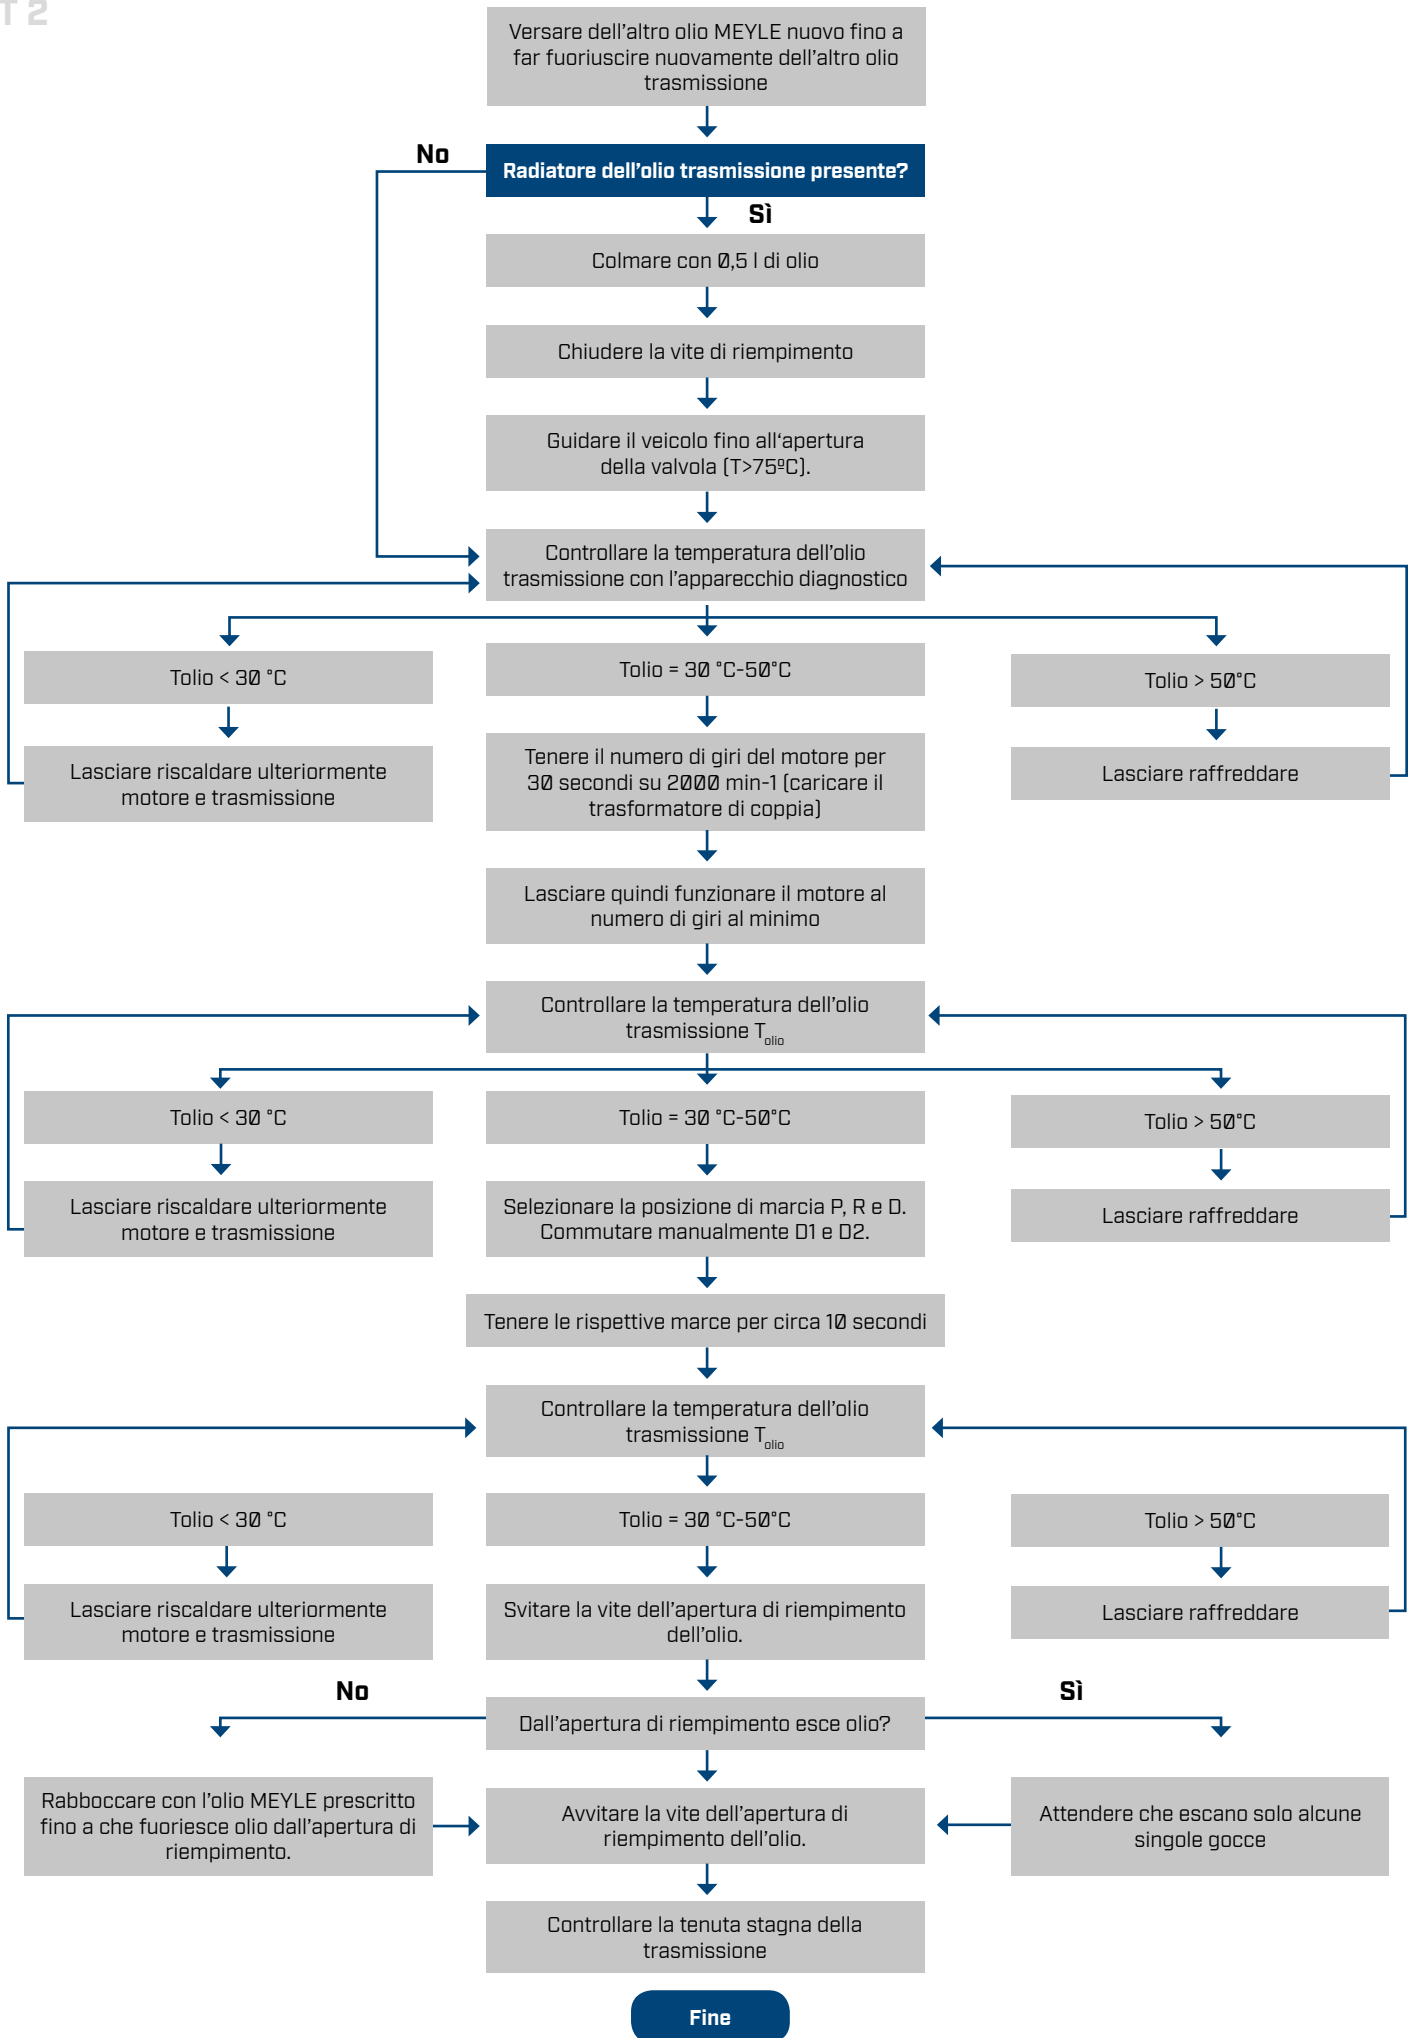 T 2
Versare dell’altro olio MEYLE nuovo fino a
far fuoriuscire nuovamente dell’altro olio
trasmissione
No
Radiatore dell’olio trasmissione presente?
Sì
Colmare con 0,5 l di olio
Chiudere la vite di riempimento
Guidare il veicolo fino all‘apertura
della valvola (T>75ºC).
Controllare la temperatura dell’olio
trasmissione con l’apparecchio diagnostico
Tolio < 30 °C
Tolio = 30 °C-50°C
Tolio > 50°C
Lasciare riscaldare ulteriormente
motore e trasmissione
Tenere il numero di giri del motore per
30 secondi su 2000 min-1 (caricare il
trasformatore di coppia)
Lasciare raffreddare
Lasciare quindi funzionare il motore al
numero di giri al minimo
Controllare la temperatura dell’olio
trasmissione Tolio
Tolio < 30 °C
Tolio = 30 °C-50°C
Tolio > 50°C
Lasciare riscaldare ulteriormente
motore e trasmissione
Selezionare la posizione di marcia P, R e D.
Commutare manualmente D1 e D2.
Lasciare raffreddare
Tenere le rispettive marce per circa 10 secondi
Controllare la temperatura dell’olio
trasmissione Tolio
Tolio < 30 °C
Tolio = 30 °C-50°C
Tolio > 50°C
Lasciare riscaldare ulteriormente
motore e trasmissione
Svitare la vite dell’apertura di riempimento
dell’olio.
Lasciare raffreddare
No
Sì
Dall’apertura di riempimento esce olio?
Rabboccare con l’olio MEYLE prescritto
fino a che fuoriesce olio dall’apertura di
riempimento.
Avvitare la vite dell’apertura di
riempimento dell’olio.
Attendere che escano solo alcune
singole gocce
Controllare la tenuta stagna della
trasmissione
Fine